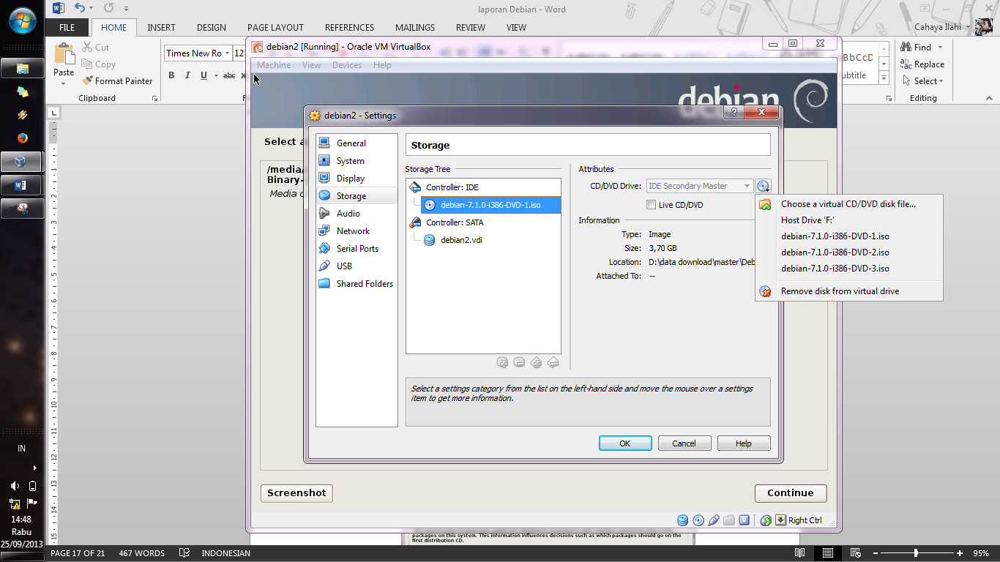 laporan Debian - Word
FILE
HOME
INSERT
DESIGN
PAGE LAYOUT
REFERENCES
MAILINGS
REVIEW
VIEW
Cahaya Ilahi
Paste
Cut
Copy
Format Painter
Clipboard
Times New Ro
12
B I U abc
Find
Replace
Select
Editing
debian2 [Running] - Oracle VM VirtualBox
Machine View Devices Help
debian
Select a
/media/
Binary-
Media c
debian2 - Settings
General
System
Display
Storage
Audio
Network
Serial Ports
USB
Shared Folders
Storage
Storage Tree
Controller: IDE
debian-7.1.0-i386-DVD-1.iso
Controller: SATA
debian2.vdi
Attributes
CD/DVD Drive: IDE Secondary Master
Live CD/DVD
Information
Type: Image
Size: 3,70 GB
Location: D:\data download\master\Deb
Attached To: --
Choose a virtual CD/DVD disk file...
Host Drive 'F:'
debian-7.1.0-i386-DVD-1.iso
debian-7.1.0-i386-DVD-2.iso
debian-7.1.0-i386-DVD-3.iso
Remove disk from virtual drive
Select a settings category from the list on the left-hand side and move the mouse over a settings
item to get more information.
OK
Cancel
Help
Screenshot
Continue
Right Ctrl
packages on this system. This information influences decisions such as which packages should go on the
first distribution CD.
IN
14:48
Rabu
25/09/2013
PAGE 17 OF 21
467 WORDS
INDONESIAN
95%